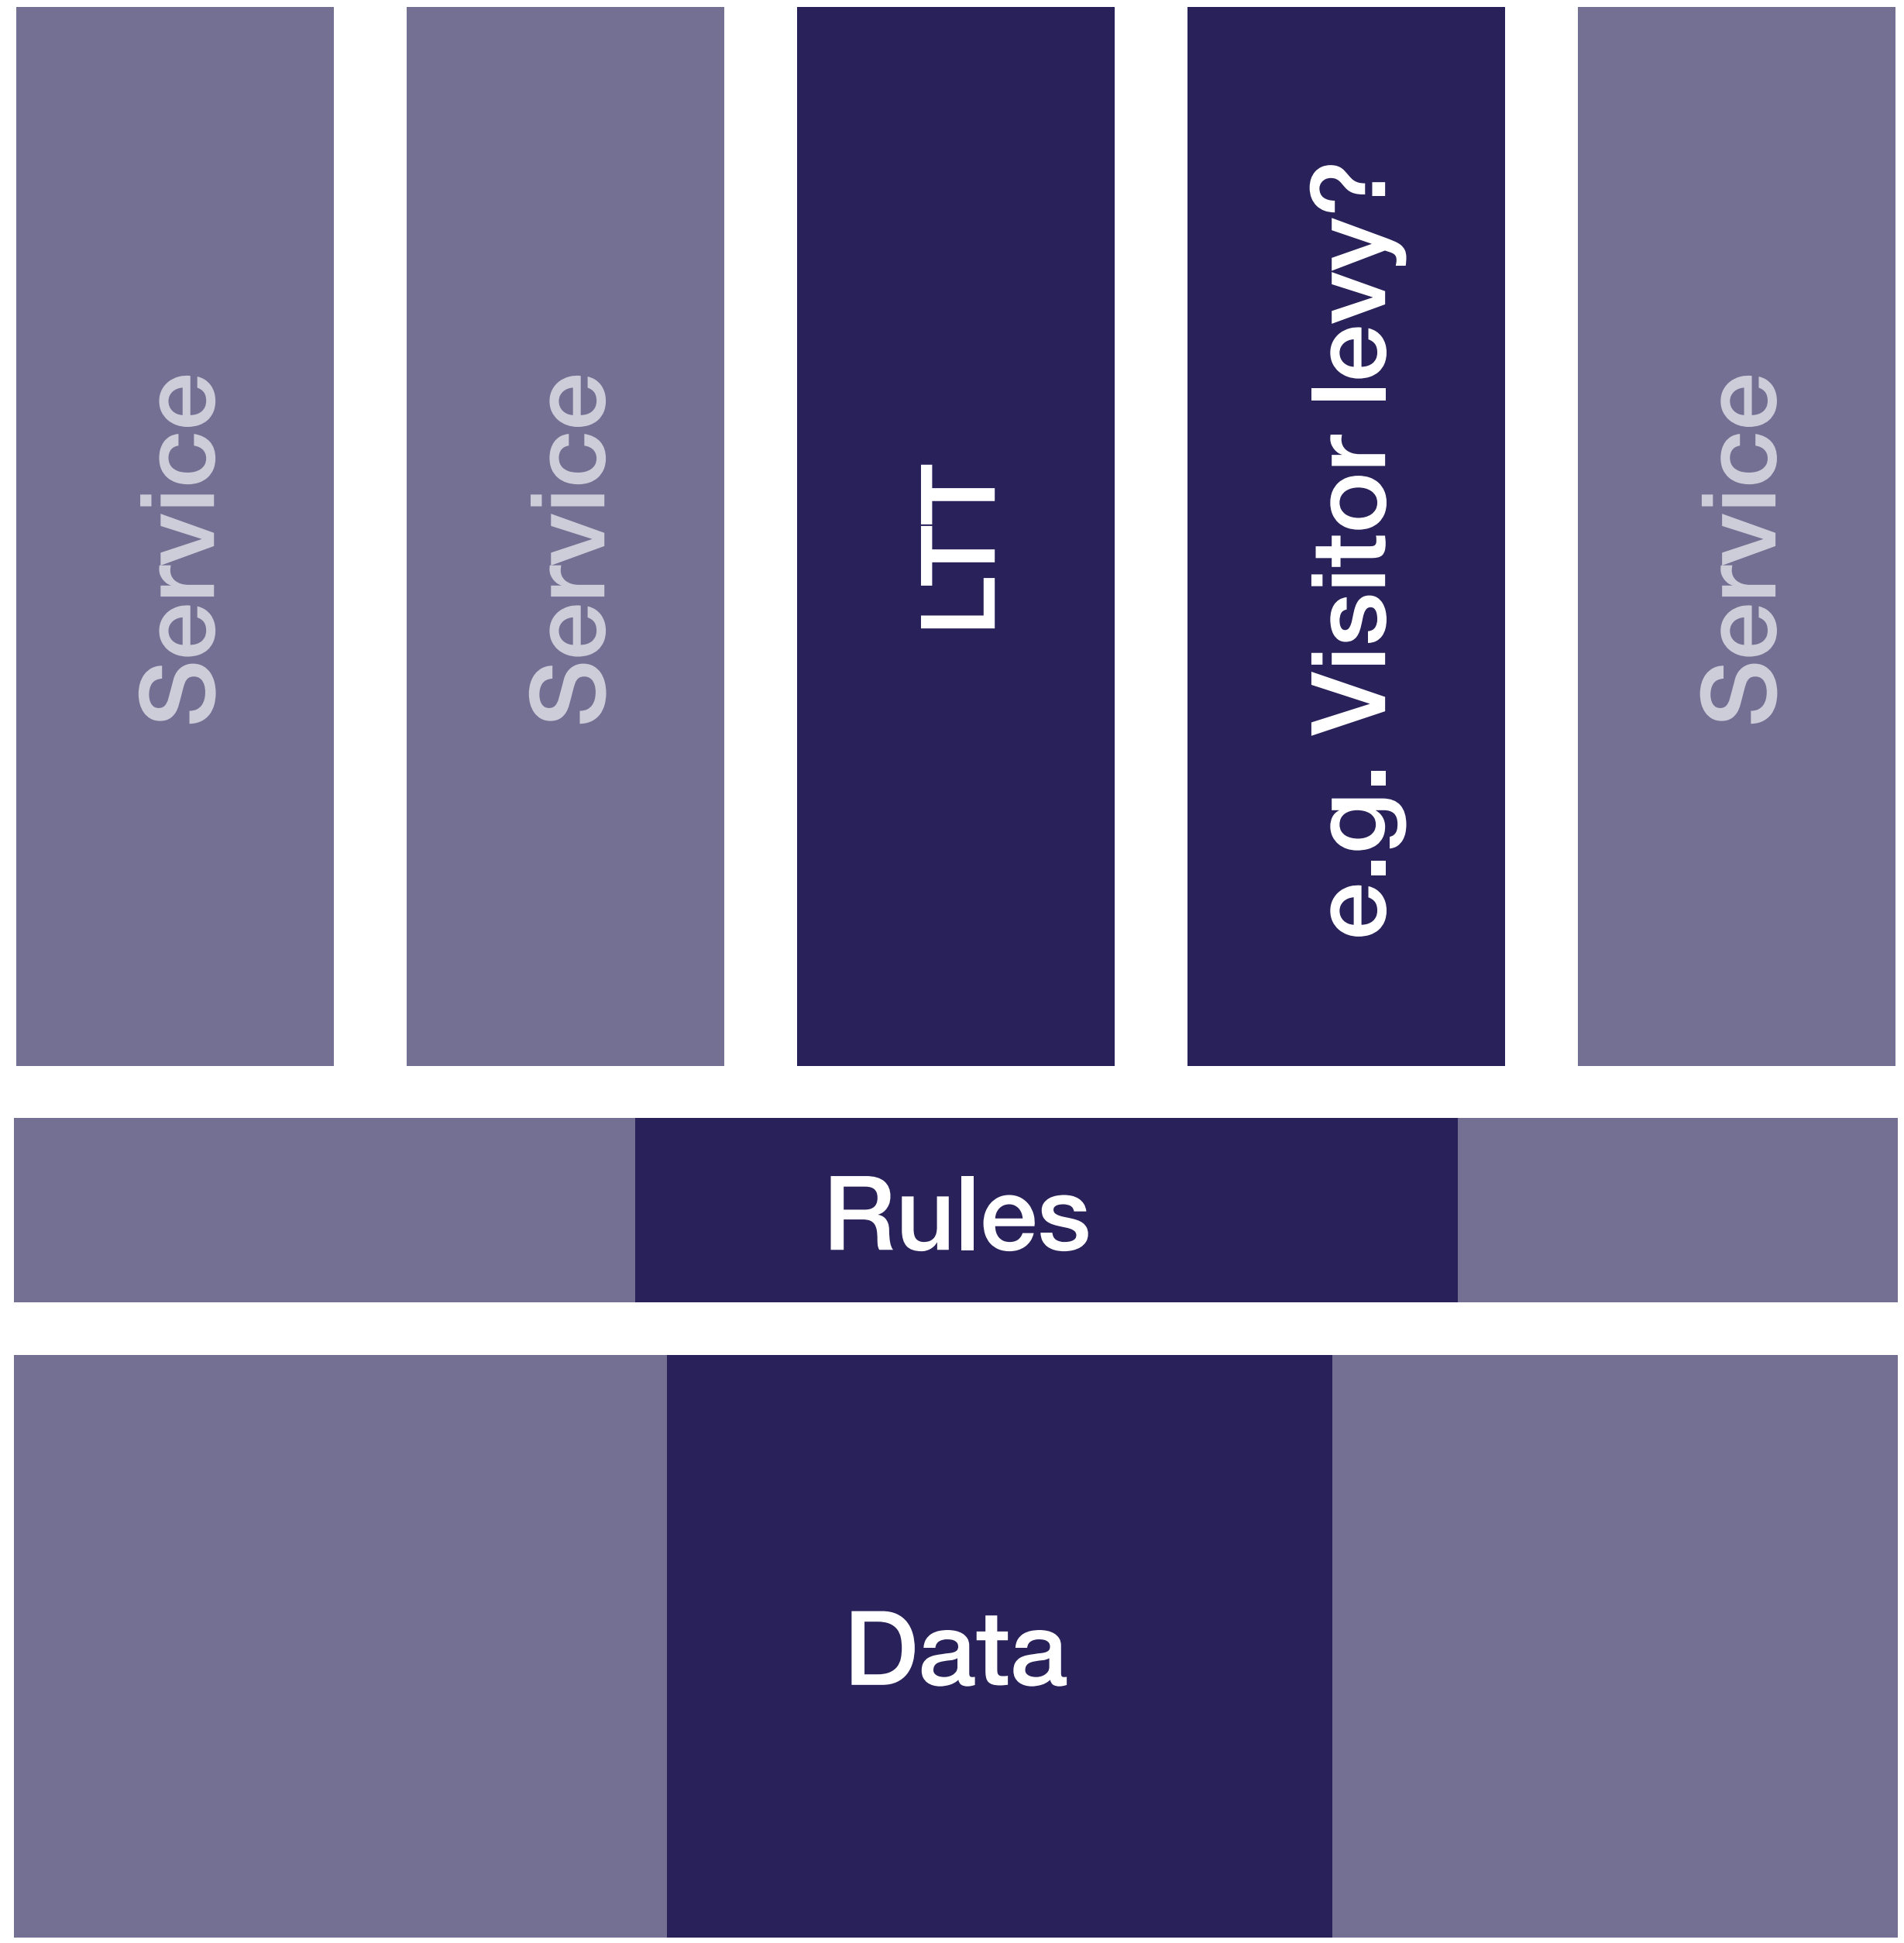 Service
Service
LTT
e.g. Visitor levy?
Service
Rules
Data